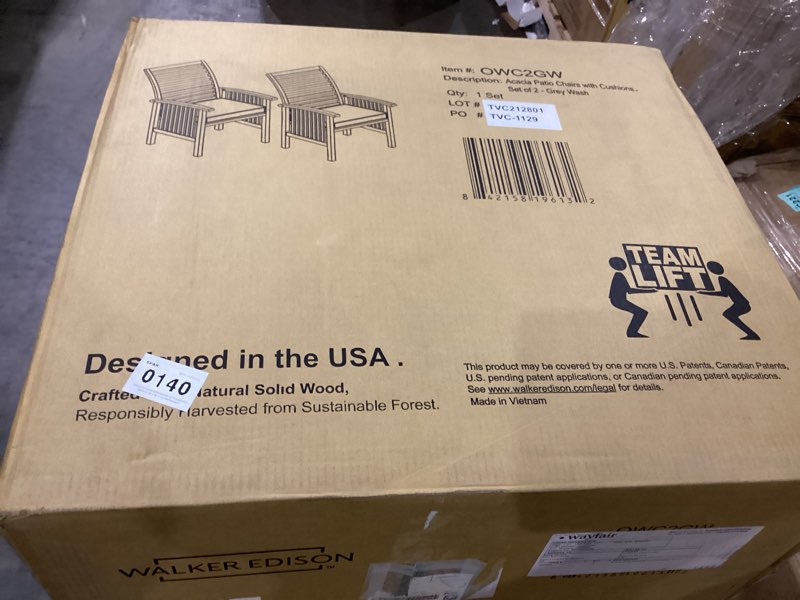 Item #: OWC2GW
Description: Acacia Patio Chairs with Cushions,
Set of 2 - Grey Wash
Qty: 1 Set
LOT # TVC212801
PO # TVC-1129
8 42158 19613 2
TEAM
LIFT
Designed in the USA .
0140
Crafted Natural Solid Wood,
Responsibly Harvested from Sustainable Forest.
This product may be covered by one or more U.S. Patents, Canadian Patents,
U.S. pending patent applications, or Canadian pending patent applications.
See www.walkeredison.com/legal for details.
Made in Vietnam
WALKER EDISON™
OWC2GW
wayfair